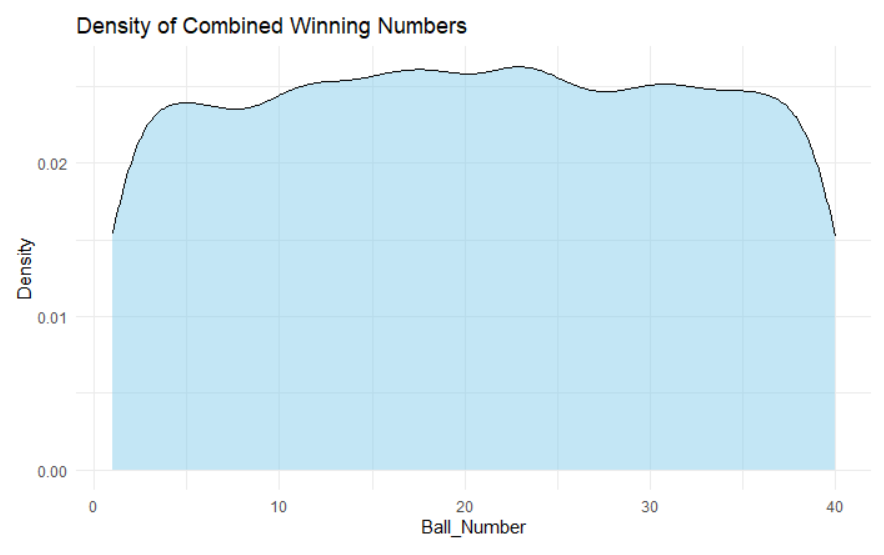 Density of Combined Winning Numbers
Density
0.02
0.01
0.00
0 10 20 30 40
Ball_Number